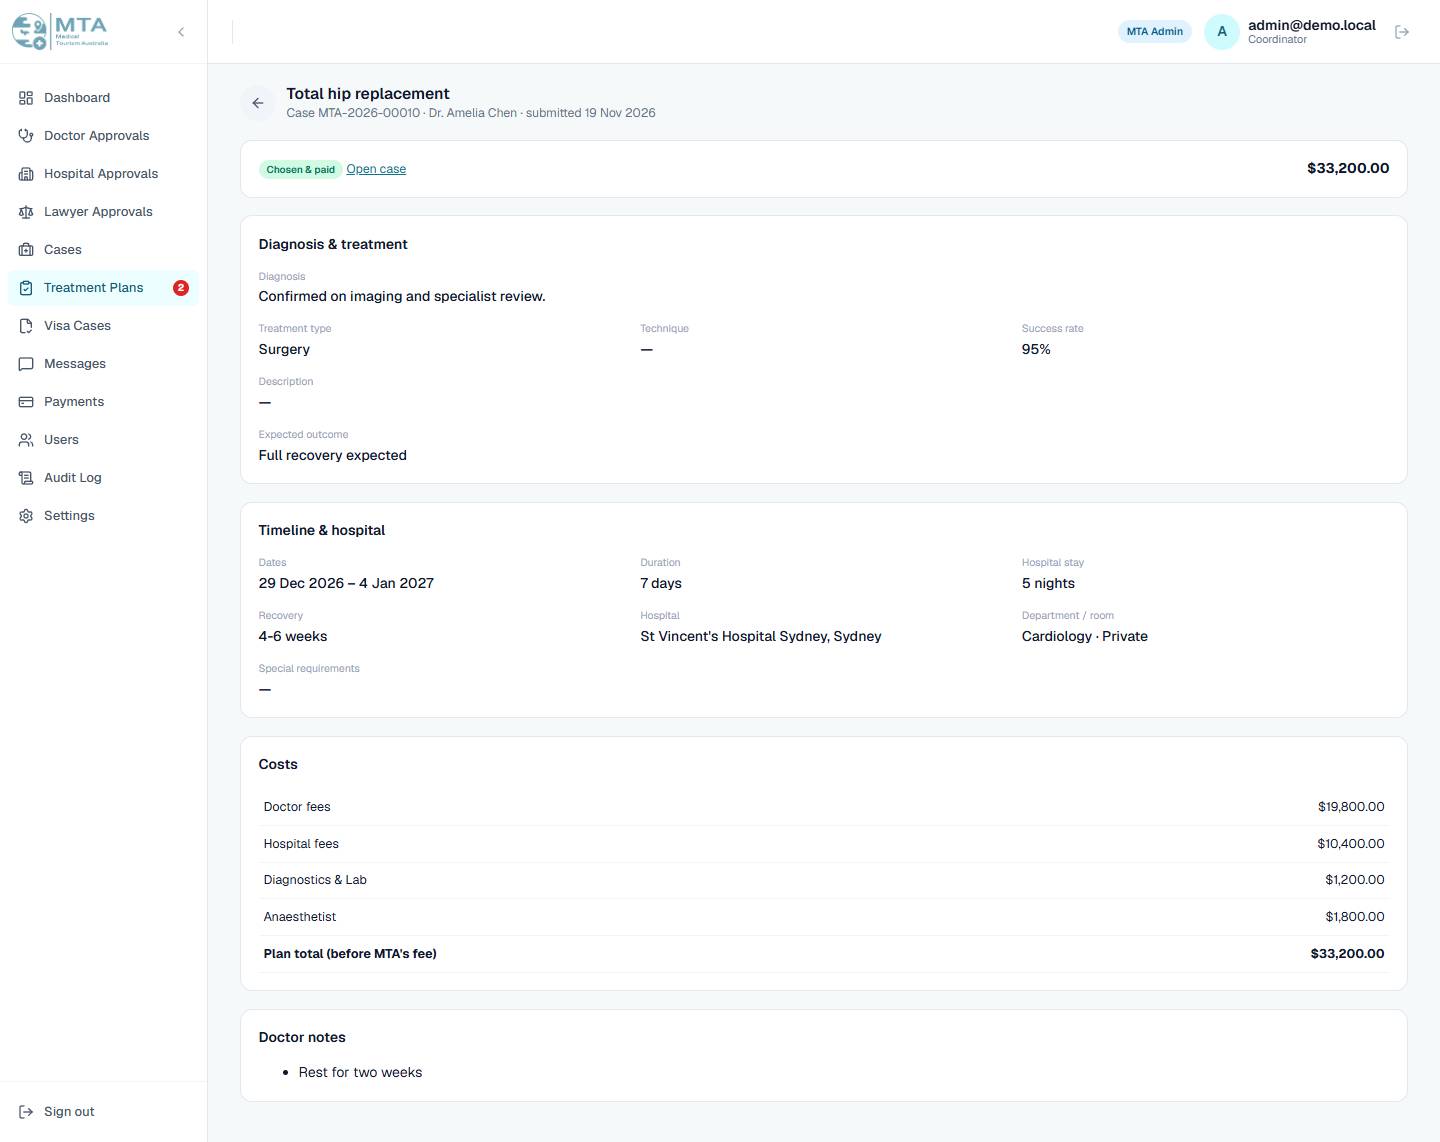 MTA
Medical
Tourism Australia
MTA Admin
A
admin@demo.local
Coordinator
Dashboard
Doctor Approvals
Hospital Approvals
Lawyer Approvals
Cases
Treatment Plans
2
Visa Cases
Messages
Payments
Users
Audit Log
Settings
Sign out
Total hip replacement
Case MTA-2026-00010 · Dr. Amelia Chen · submitted 19 Nov 2026
Chosen & paid Open case $33,200.00
Diagnosis & treatment
Diagnosis
Confirmed on imaging and specialist review.
Treatment type Technique Success rate
Surgery — 95%
Description
—
Expected outcome
Full recovery expected
Timeline & hospital
Dates Duration Hospital stay
29 Dec 2026 – 4 Jan 2027 7 days 5 nights
Recovery Hospital Department / room
4-6 weeks St Vincent's Hospital Sydney, Sydney Cardiology · Private
Special requirements
—
Costs
Doctor fees $19,800.00
Hospital fees $10,400.00
Diagnostics & Lab $1,200.00
Anaesthetist $1,800.00
Plan total (before MTA's fee) $33,200.00
Doctor notes
• Rest for two weeks